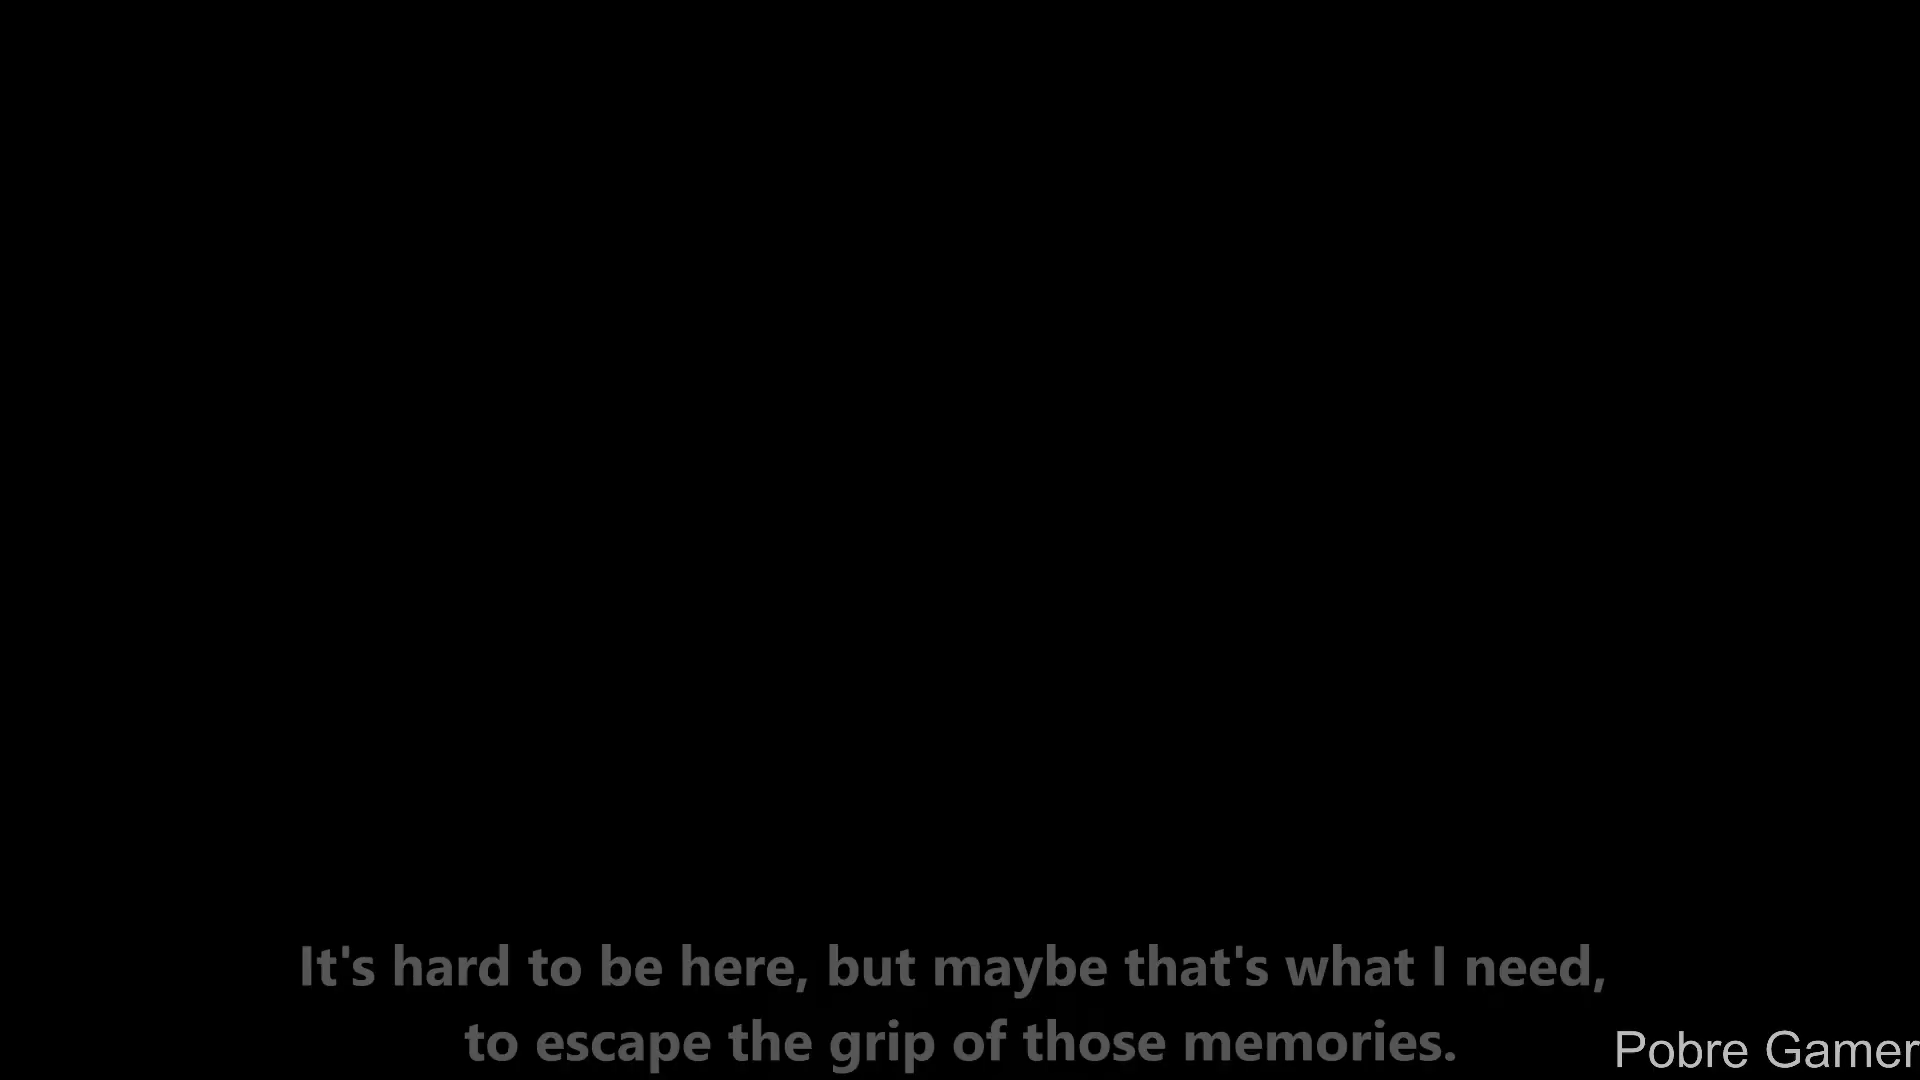 It's hard to be here, but maybe that's what I need,
to escape the grip of those memories.
Pobre Gamer